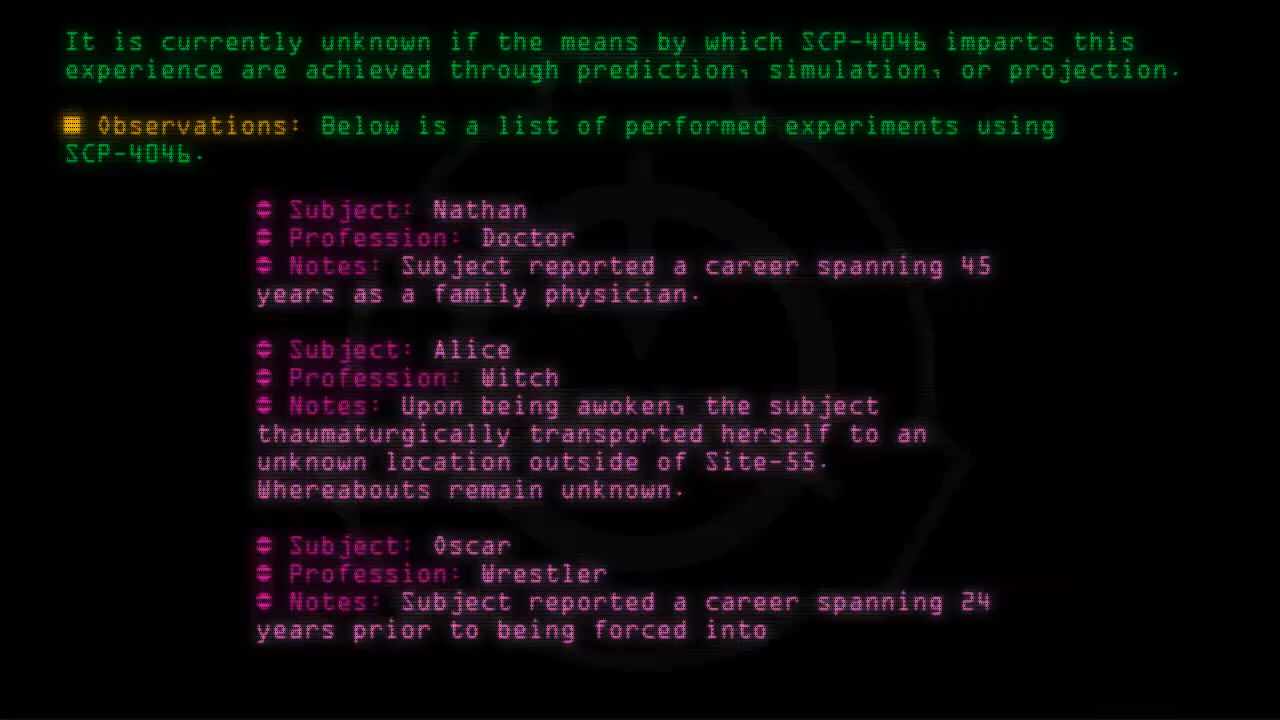 It is currently unknown if the means by which SCP-4046 imparts this
experience are achieved through prediction, simulation, or projection.
Observations: Below is a list of performed experiments using
SCP-4046.
Subject: Nathan
Profession: Doctor
Notes: Subject reported a career spanning 45
years as a family physician.
Subject: Alice
Profession: Witch
Notes: Upon being awoken, the subject
thaumaturgically transported herself to an
unknown location outside of Site-55.
Whereabouts remain unknown.
Subject: Oscar
Profession: Wrestler
Notes: Subject reported a career spanning 24
years prior to being forced into